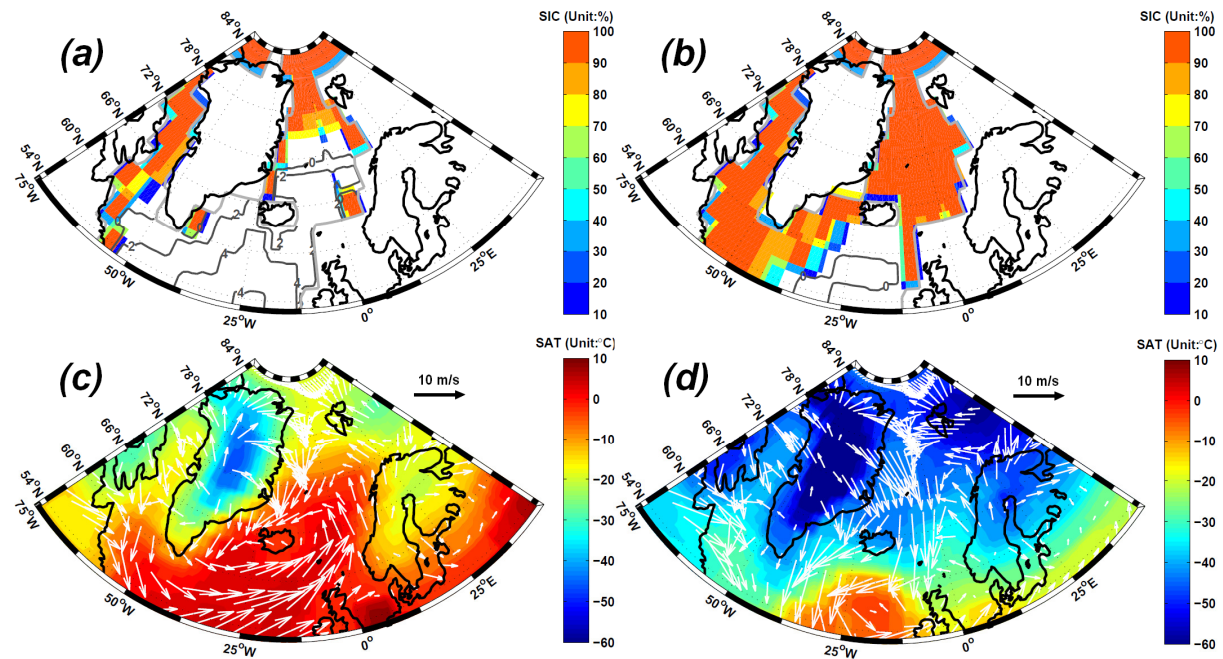 (a)
SIC (Unit:%)
84°N
78°N
72°N
66°N
60°N
54°N
75°W
50°W
25°W
0°
25°E
0
2
2
2
2
4
4
100
90
80
70
60
50
40
30
20
10
(b)
SIC (Unit:%)
84°N
78°N
72°N
66°N
60°N
54°N
75°W
50°W
25°W
0°
25°E
0
0
100
90
80
70
60
50
40
30
20
10
(c)
SAT (Unit:°C)
10 m/s
84°N
78°N
72°N
66°N
60°N
54°N
75°W
50°W
25°W
0°
25°E
10
0
−10
−20
−30
−40
−50
−60
(d)
SAT (Unit:°C)
10 m/s
84°N
78°N
72°N
66°N
60°N
54°N
75°W
50°W
25°W
0°
25°E
10
0
−10
−20
−30
−40
−50
−60